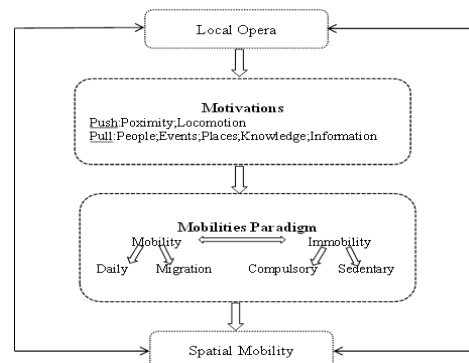 Local Opera
Motivations
Push:Poximity;Locomotion
Pull:People;Events;Places;Knowledge;Information
Mobilities Paradigm
Mobility Immobility
Daily Migration Compulsory Sedentary
Spatial Mobility